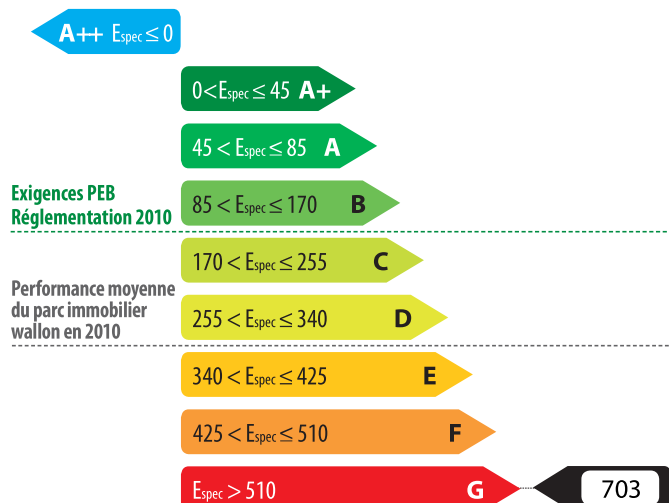 A++ Espec ≤ 0
0<Espec ≤ 45 A+
45 < Espec ≤ 85 A
Exigences PEB
Réglementation 2010
85 < Espec ≤ 170 B
170 < Espec ≤ 255 C
Performance moyenne
du parc immobilier
wallon en 2010
255 < Espec ≤ 340 D
340 < Espec ≤ 425 E
425 < Espec ≤ 510 F
Espec > 510 G 703